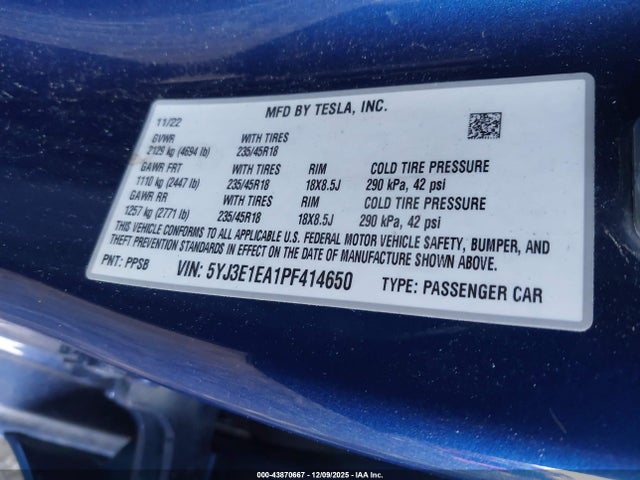 MFD BY TESLA, INC.
11/22
GVWR WITH TIRES
2129 kg (4694 lb) 235/45R18
GAWR FRT WITH TIRES RIM COLD TIRE PRESSURE
1110 kg (2447 lb) 235/45R18 18X8.5J 290 kPa, 42 psi
GAWR RR WITH TIRES RIM COLD TIRE PRESSURE
1257 kg (2771 lb) 235/45R18 18X8.5J 290 kPa, 42 psi
THIS VEHICLE CONFORMS TO ALL APPLICABLE U.S. FEDERAL MOTOR VEHICLE SAFETY, BUMPER, AND
THEFT PREVENTION STANDARDS IN EFFECT ON THE DATE OF MANUFACTURE SHOWN ABOVE.
PNT: PPSB VIN: 5YJ3E1EA1PF414650 TYPE: PASSENGER CAR
000-43870667 - 12/09/2025 - IAA Inc.